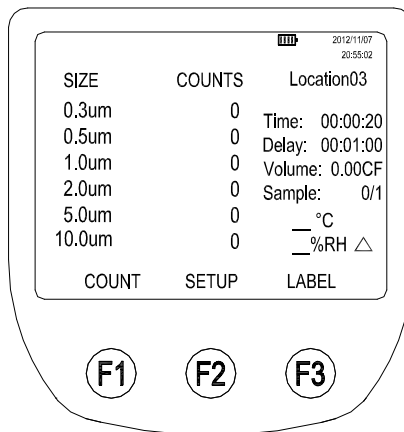 2012/11/07
20:55:02
SIZE COUNTS Location03
0.3um 0
0.5um 0
1.0um 0
2.0um 0
5.0um 0
10.0um 0
Time: 00:00:20
Delay: 00:01:00
Volume: 0.00CF
Sample: 0/1
__ °C
__%RH △
COUNT SETUP LABEL
F1 F2 F3